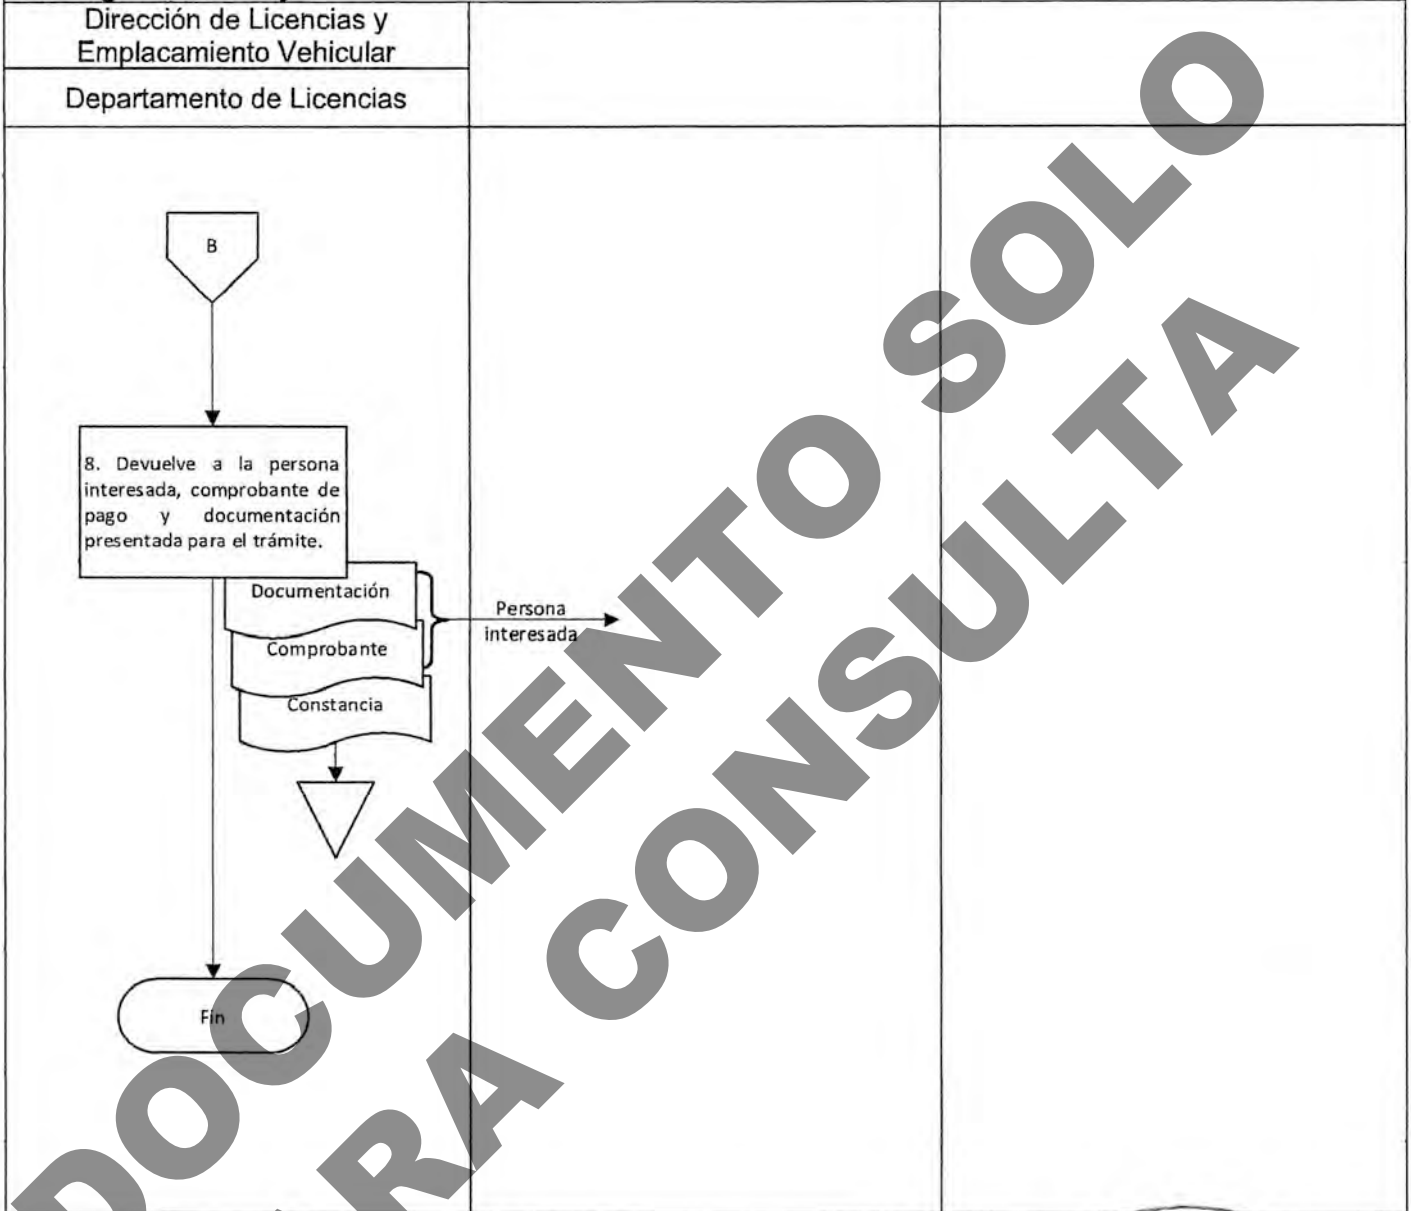 Dirección de Licencias y
Emplacamiento Vehicular
Departamento de Licencias
B
8. Devuelve a la persona
interesada, comprobante de
pago y documentación
presentada para el trámite.
Documentación
Comprobante
Constancia
Persona
interesada
Fin
DOCUMENTO SOLO
RA CONSULTA